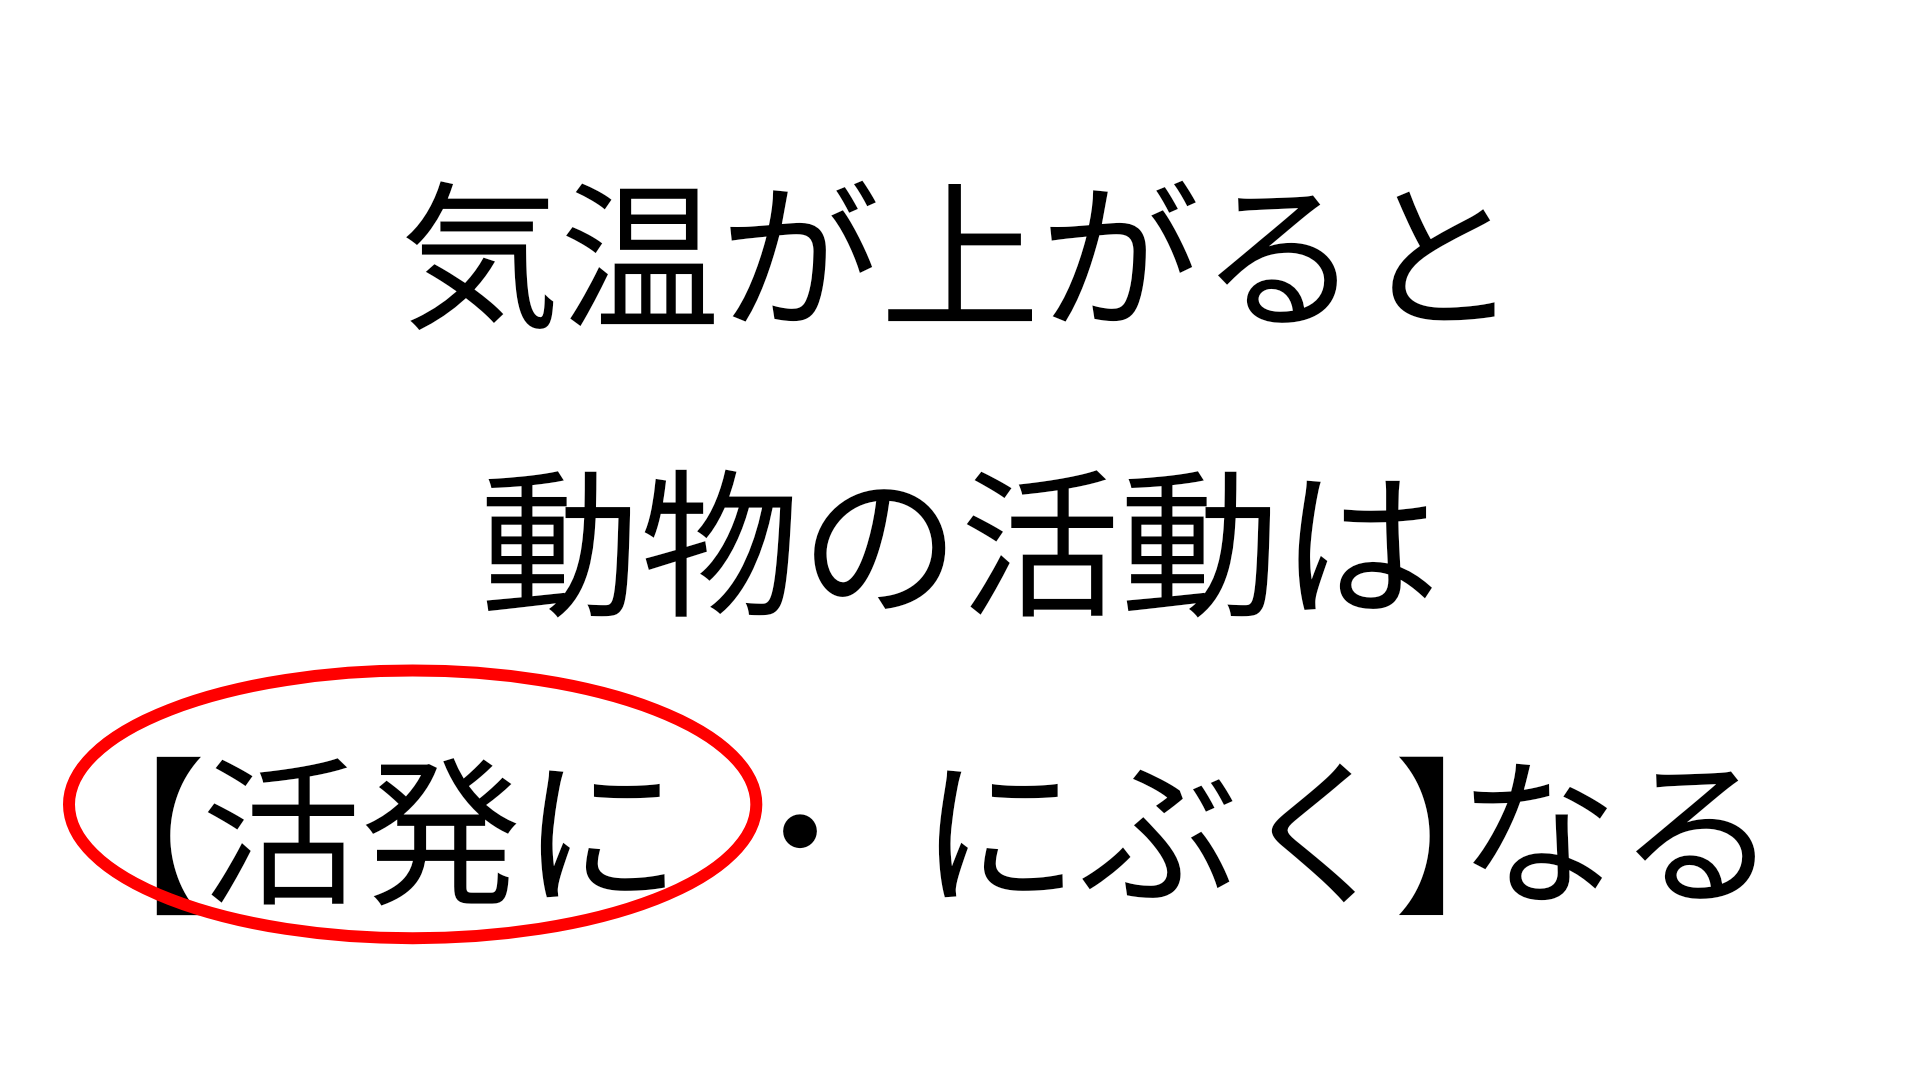 気温が上がると
動物の活動は
【活発に・ にぶく】なる